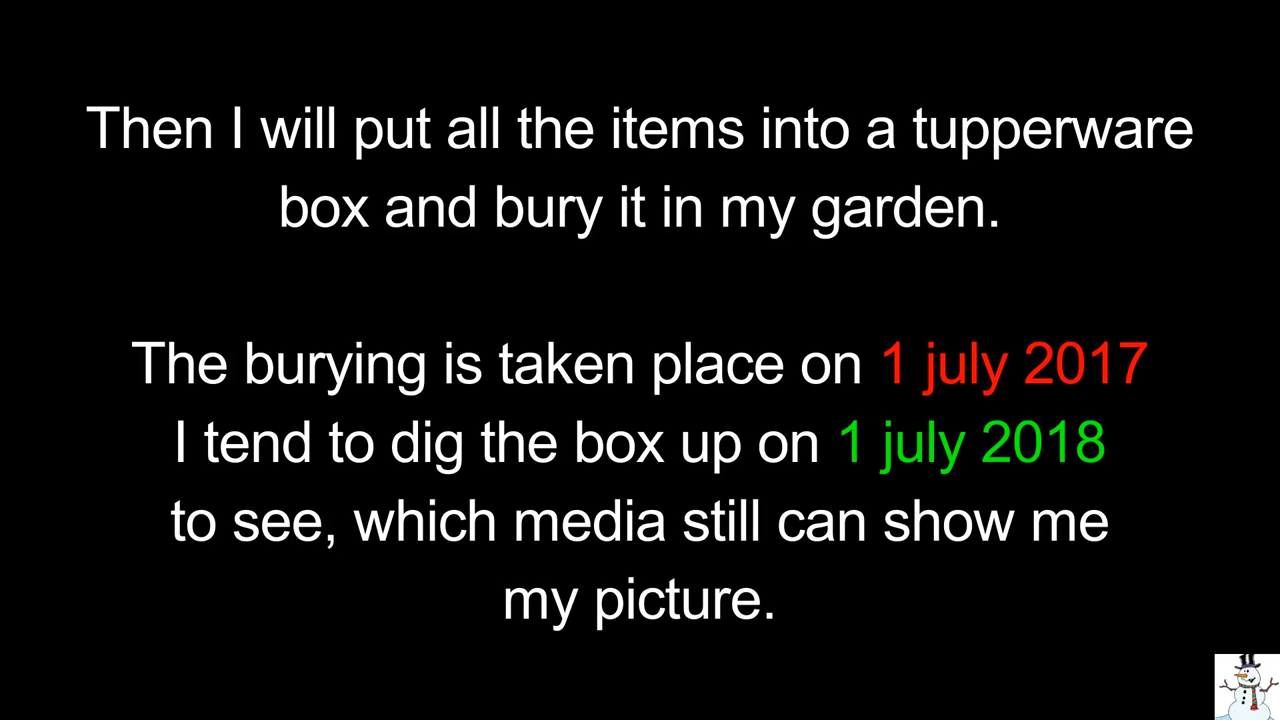 Then I will put all the items into a tupperware
box and bury it in my garden.
The burying is taken place on 1 july 2017
I tend to dig the box up on 1 july 2018
to see, which media still can show me
my picture.